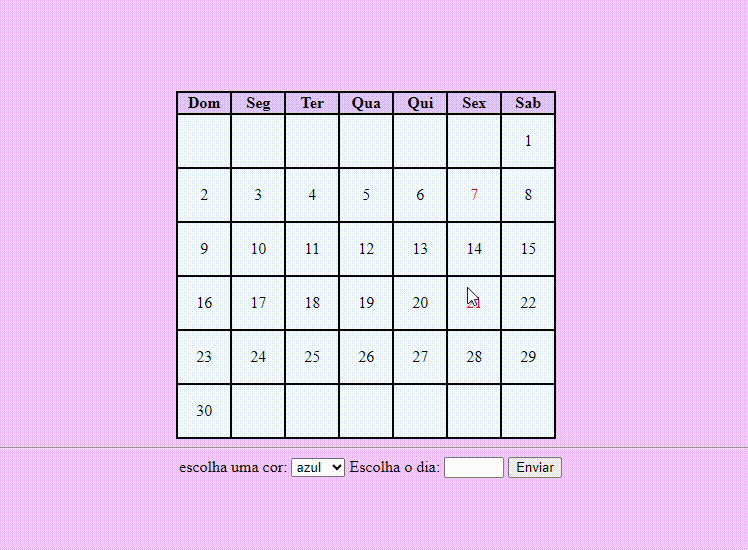 Dom Seg Ter Qua Qui Sex Sab
1
2 3 4 5 6 7 8
9 10 11 12 13 14 15
16 17 18 19 20 21 22
23 24 25 26 27 28 29
30
escolha uma cor: azul Escolha o dia: Enviar